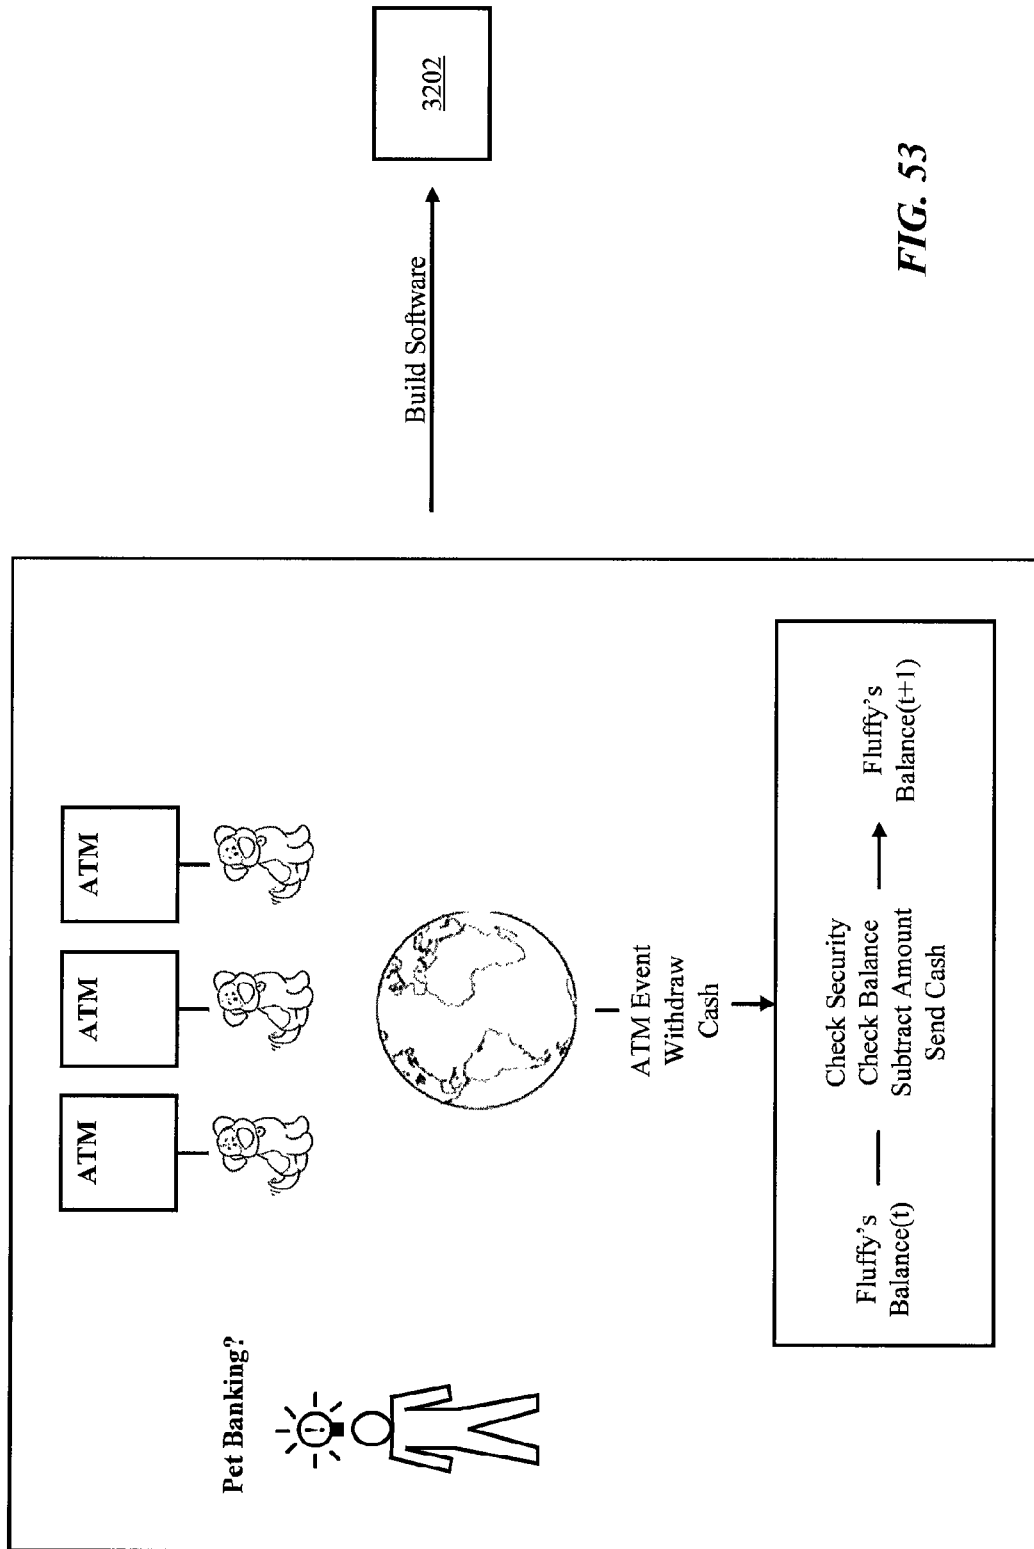 Pet Banking?
ATM
ATM
ATM
ATM Event
Withdraw
Cash
Fluffy's
Balance(t)
Check Security
Check Balance
Subtract Amount
Send Cash
Fluffy's
Balance(t+1)
Build Software
3202
FIG. 53